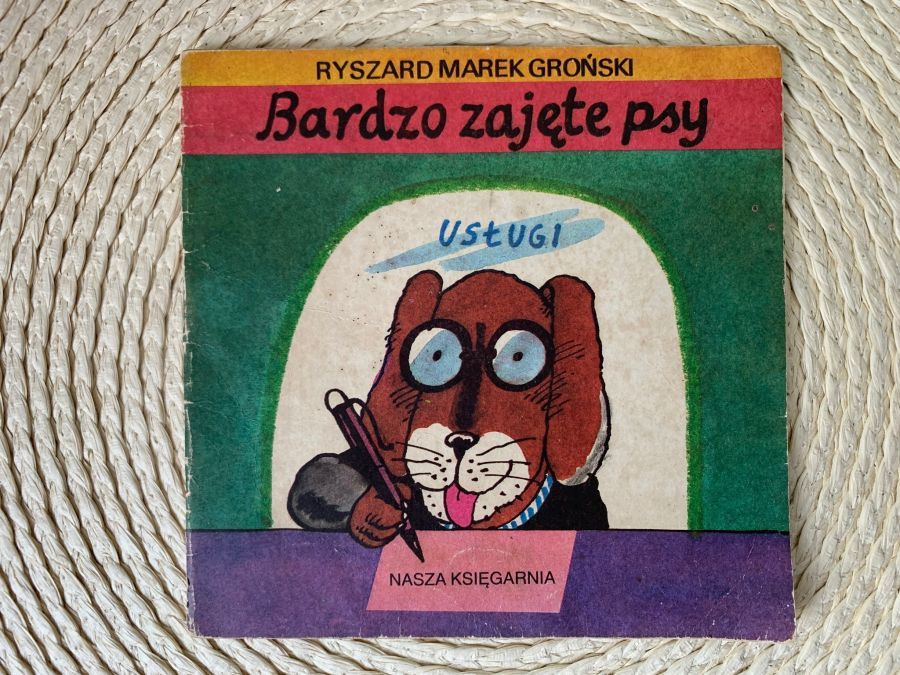 RYSZARD MAREK GROŃSKI
Bardzo zajęte psy
USŁUGI
NASZA KSIĘGARNIA